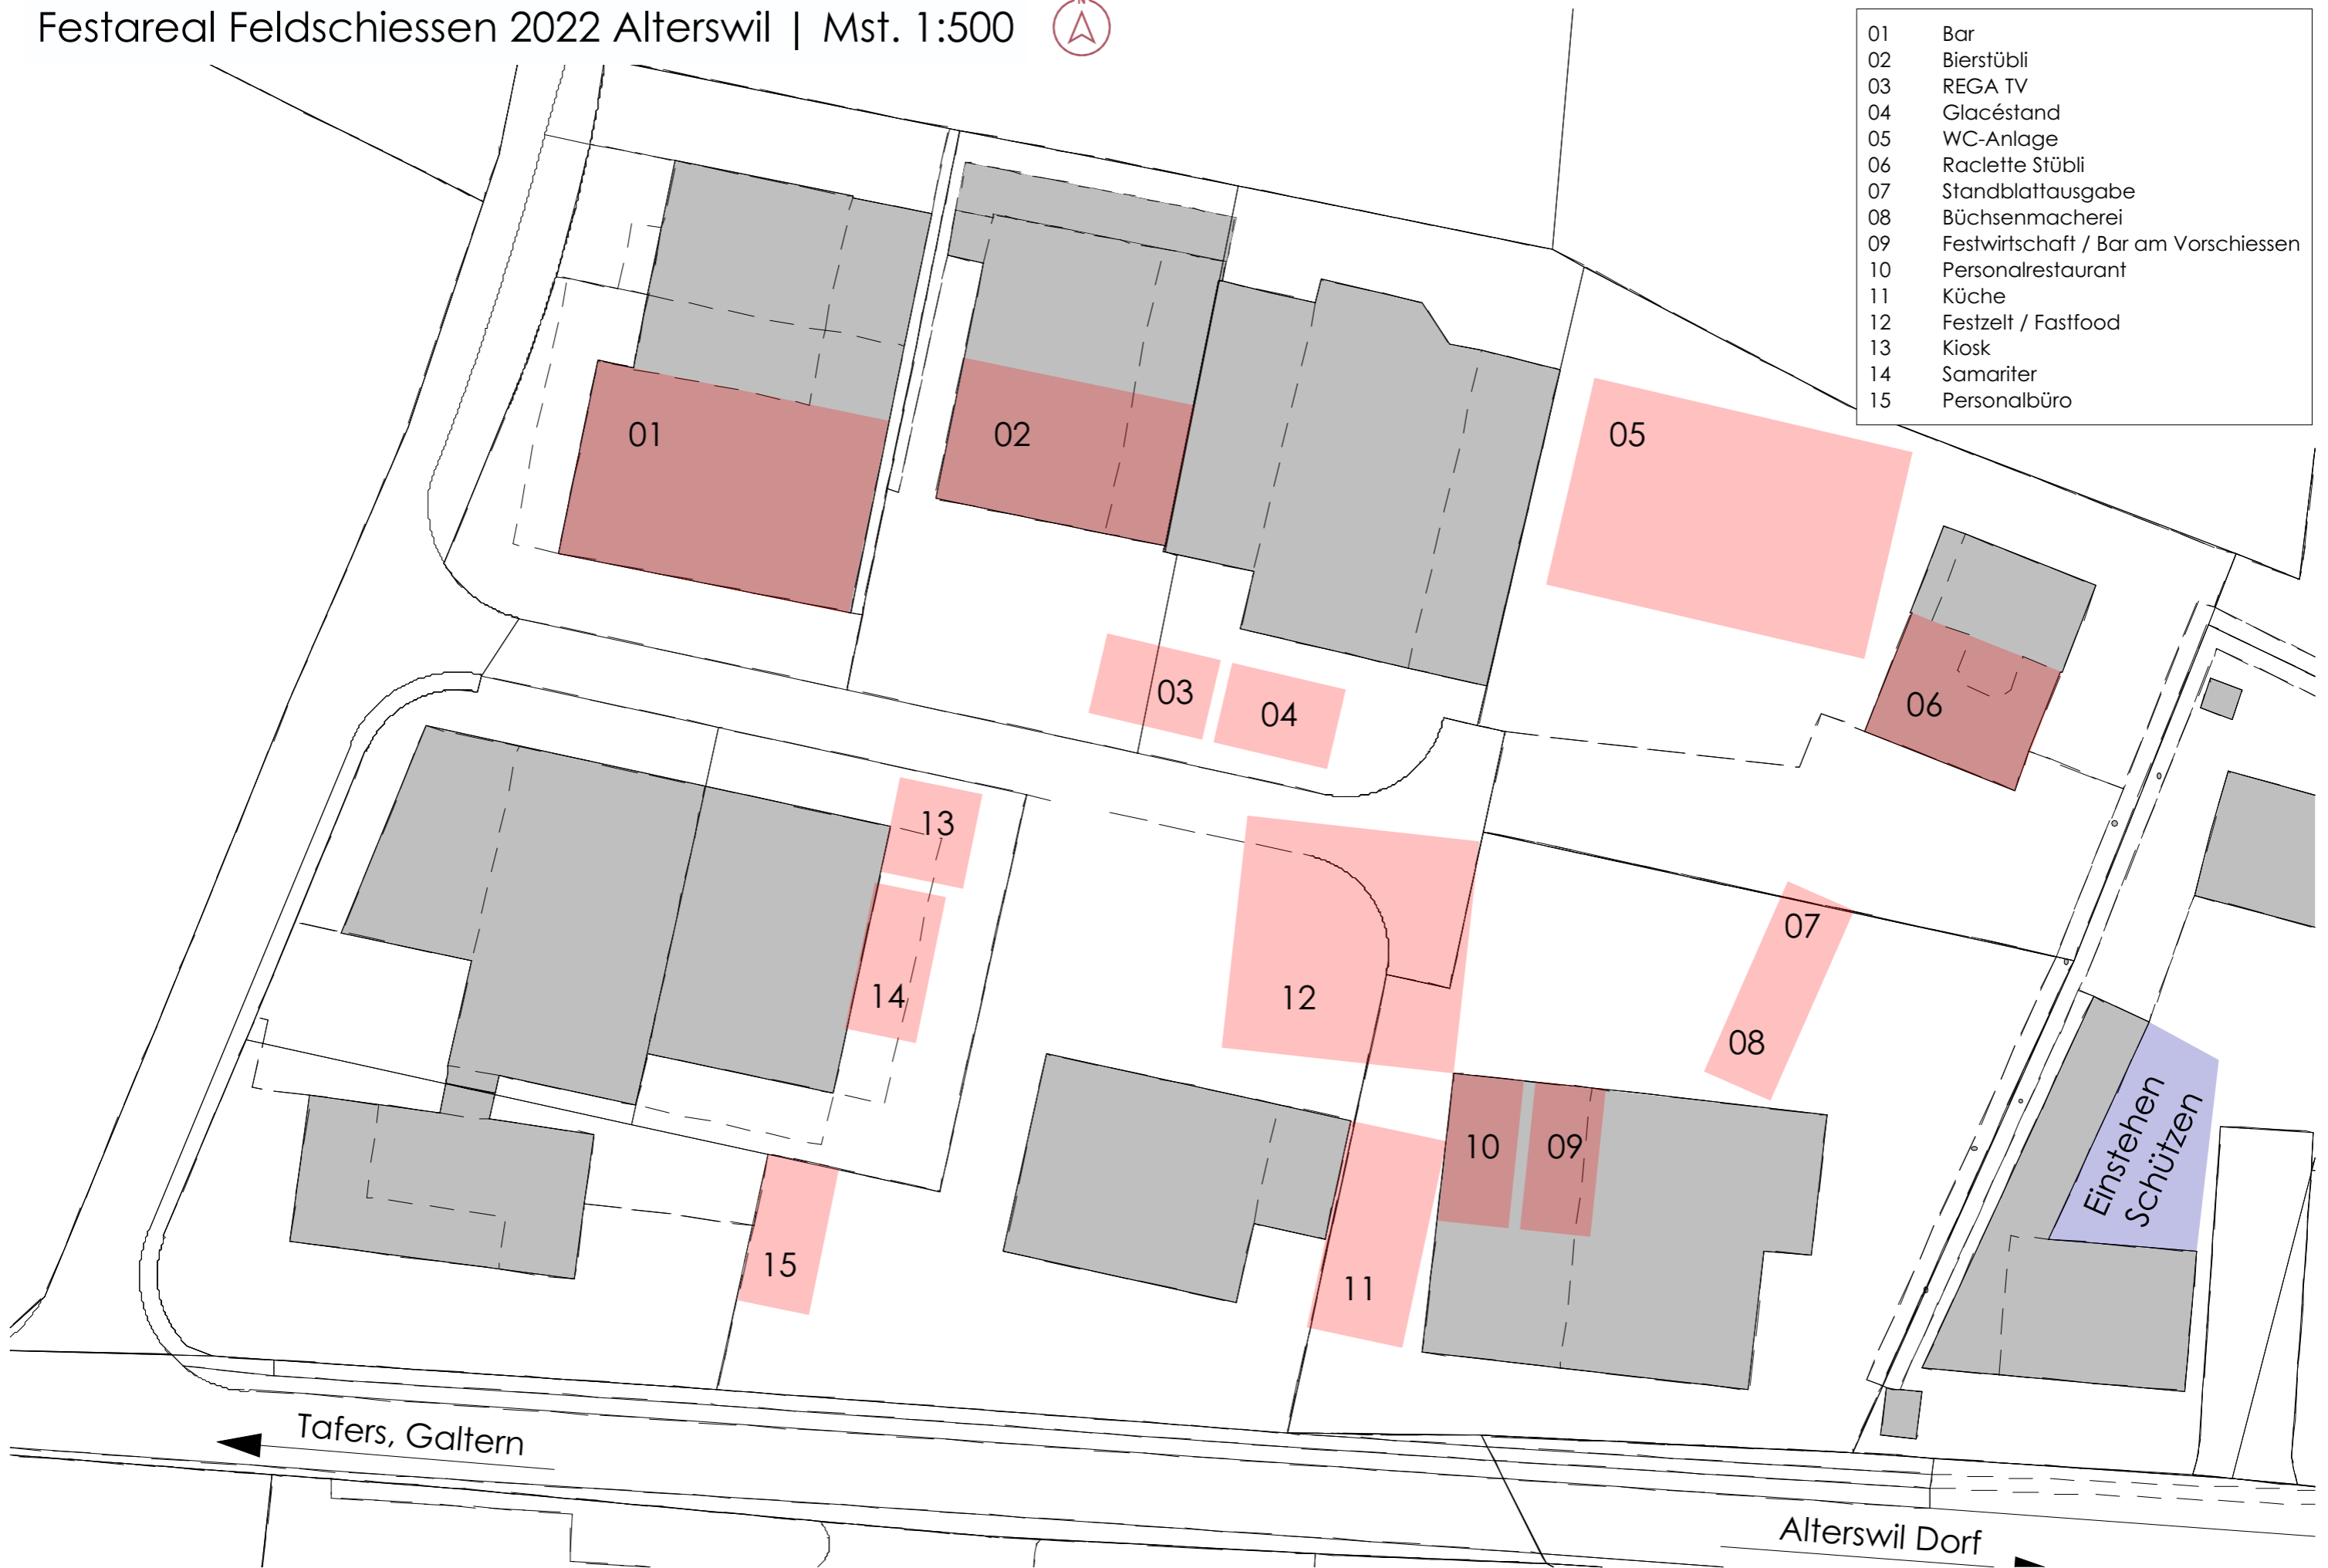 Festareal Feldschiessen 2022 Alterswil | Mst. 1:500
N
01 Bar
02 Bierstübli
03 REGA TV
04 Glacéstand
05 WC-Anlage
06 Raclette Stübli
07 Standblattausgabe
08 Büchsenmacherei
09 Festwirtschaft / Bar am Vorschiessen
10 Personalrestaurant
11 Küche
12 Festzelt / Fastfood
13 Kiosk
14 Samariter
15 Personalbüro
01
02
05
03
04
06
13
07
14
12
08
10
09
15
11
Einstehen
Schützen
Tafers, Galtern
Alterswil Dorf